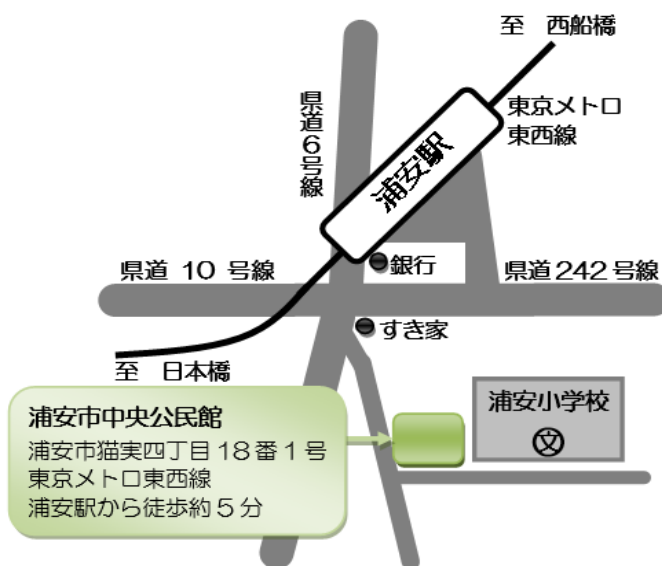 至　西船橋
県道6号線
東京メトロ
東西線
浦安駅
銀行
県道 10 号線
県道242号線
すき家
至　日本橋
浦安市中央公民館
浦安市猫実四丁目18番1号
東京メトロ東西線
浦安駅から徒歩約5分
浦安小学校
文